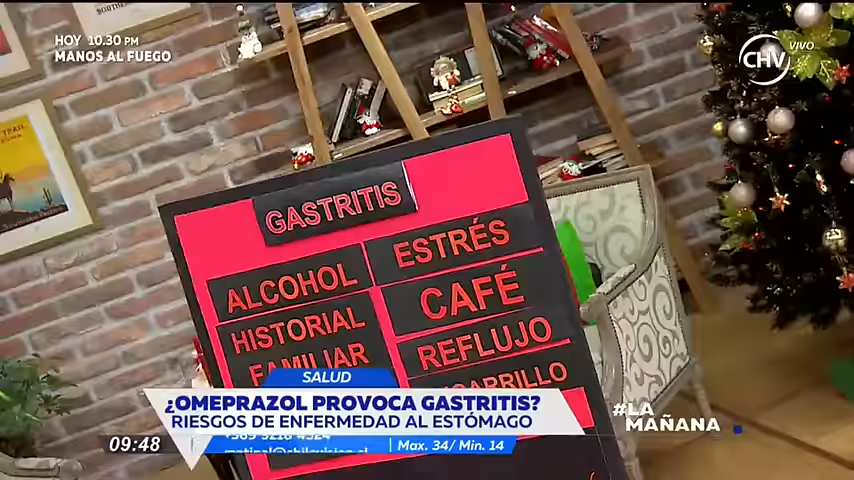 HOY 10.30 PM
MANOS AL FUEGO
CHV
VIVO
TRAIL
GASTRITIS
ALCOHOL
ESTRÉS
HISTORIAL
FAMILIAR
CAFÉ
REFLUJO
SALUD
¿OMEPRAZOL PROVOCA GASTRITIS?
RIESGOS DE ENFERMEDAD AL ESTÓMAGO
#LA
MAÑANA
09:48
Max. 34/ Min. 14